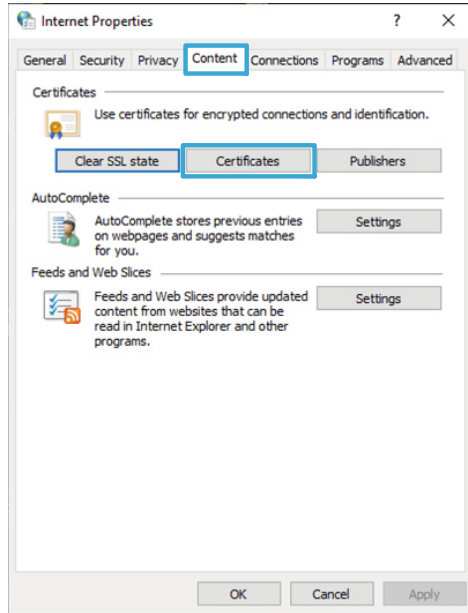 Internet Properties ? ×
General Security Privacy Content Connections Programs Advanced
Certificates
Use certificates for encrypted connections and identification.
Clear SSL state Certificates Publishers
AutoComplete
AutoComplete stores previous entries
on webpages and suggests matches
for you.
Settings
Feeds and Web Slices
Feeds and Web Slices provide updated
content from websites that can be
read in Internet Explorer and other
programs.
Settings
OK Cancel Apply